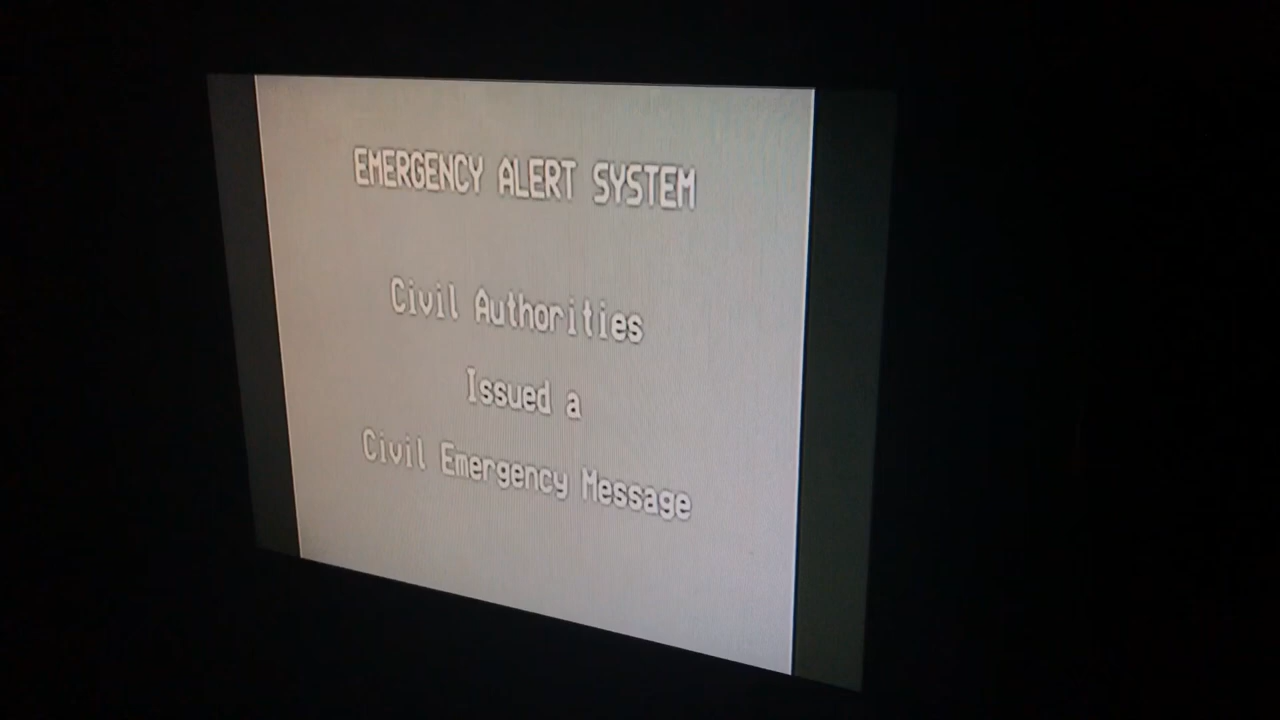 EMERGENCY ALERT SYSTEM
Civil Authorities
Issued a
Civil Emergency Message